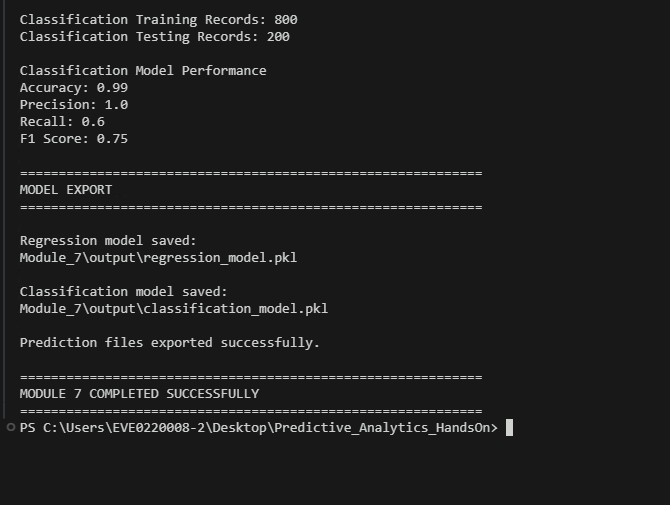 Classification Training Records: 800
Classification Testing Records: 200
Classification Model Performance
Accuracy: 0.99
Precision: 1.0
Recall: 0.6
F1 Score: 0.75
============================================================
MODEL EXPORT
============================================================
Regression model saved:
Module_7\output\regression_model.pkl
Classification model saved:
Module_7\output\classification_model.pkl
Prediction files exported successfully.
============================================================
MODULE 7 COMPLETED SUCCESSFULLY
============================================================
PS C:\Users\EVE0220008-2\Desktop\Predictive_Analytics_HandsOn>